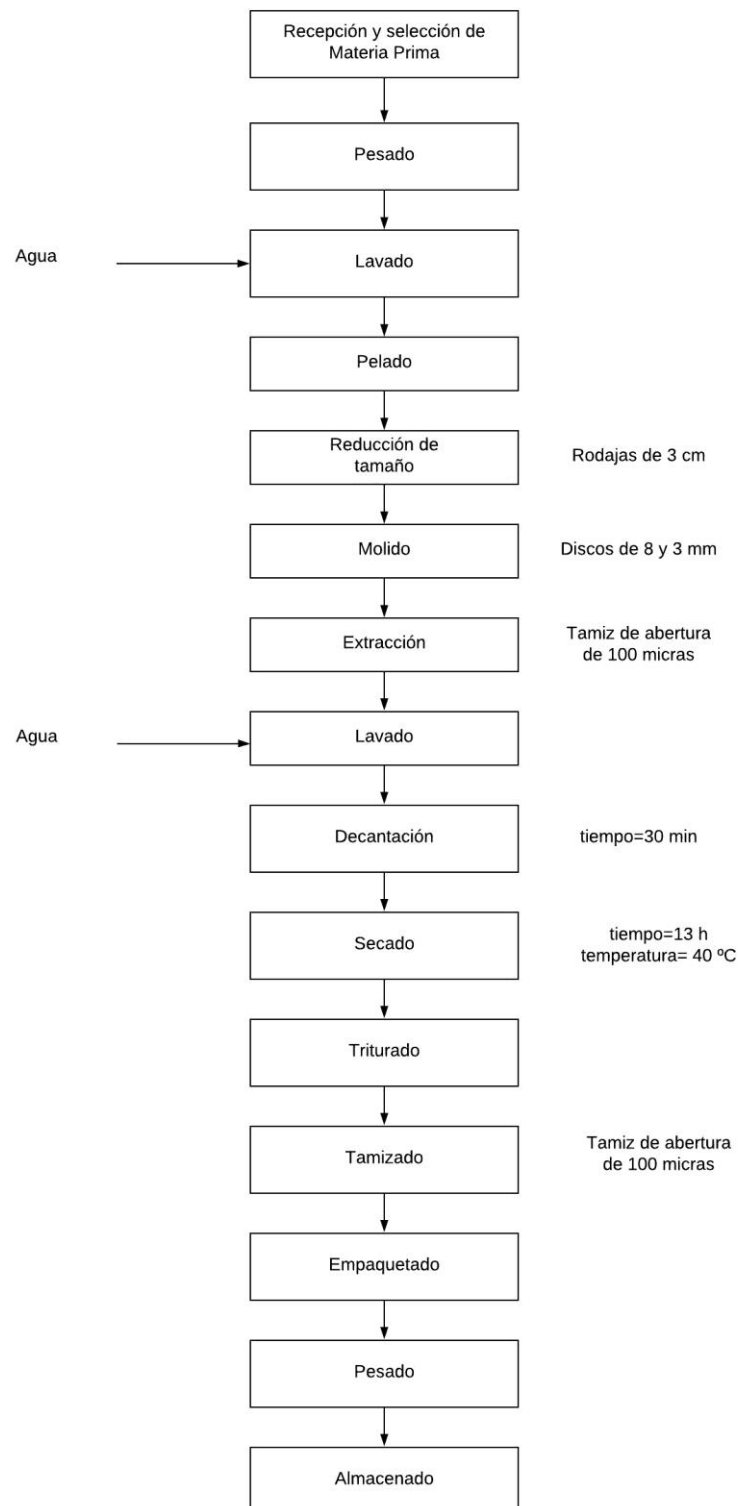 Recepción y selección de
Materia Prima
Pesado
Agua
Lavado
Pelado
Reducción de
tamaño
Rodajas de 3 cm
Molido
Discos de 8 y 3 mm
Extracción
Tamiz de abertura
de 100 micras
Agua
Lavado
Decantación
tiempo=30 min
Secado
tiempo=13 h
temperatura= 40 ºC
Triturado
Tamizado
Tamiz de abertura
de 100 micras
Empaquetado
Pesado
Almacenado